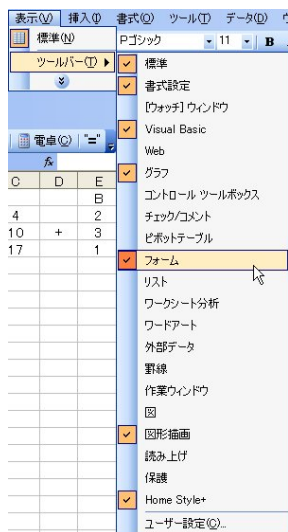 表示(V) 挿入(I) 書式(O) ツール(T) データ(D)
標準(N) Pゴシック 11 B
ツールバー(T)
標準
書式設定
[ウォッチ] ウィンドウ
Visual Basic
Web
グラフ
コントロール ツールボックス
チェック/コメント
ピボットテーブル
フォーム
リスト
ワークシート分析
ワードアート
外部データ
罫線
作業ウィンドウ
図
図形描画
読み上げ
保護
Home Style+
ユーザー設定(C)...
電卓(C) "="
fx
C D E
B
4 2
10 + 3
17 1